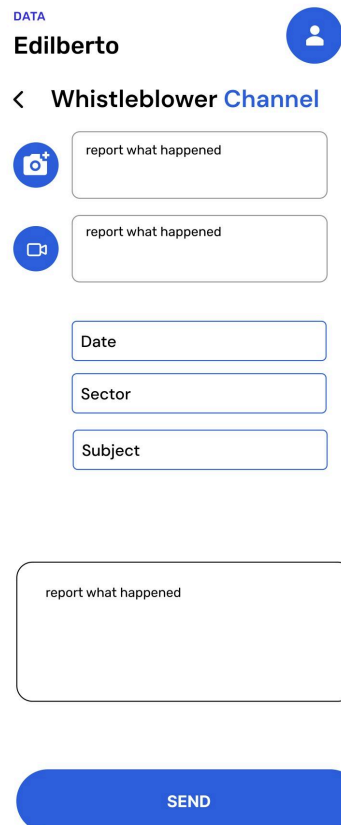 DATA
Edilberto
Whistleblower Channel
report what happened
report what happened
Date
Sector
Subject
report what happened
SEND